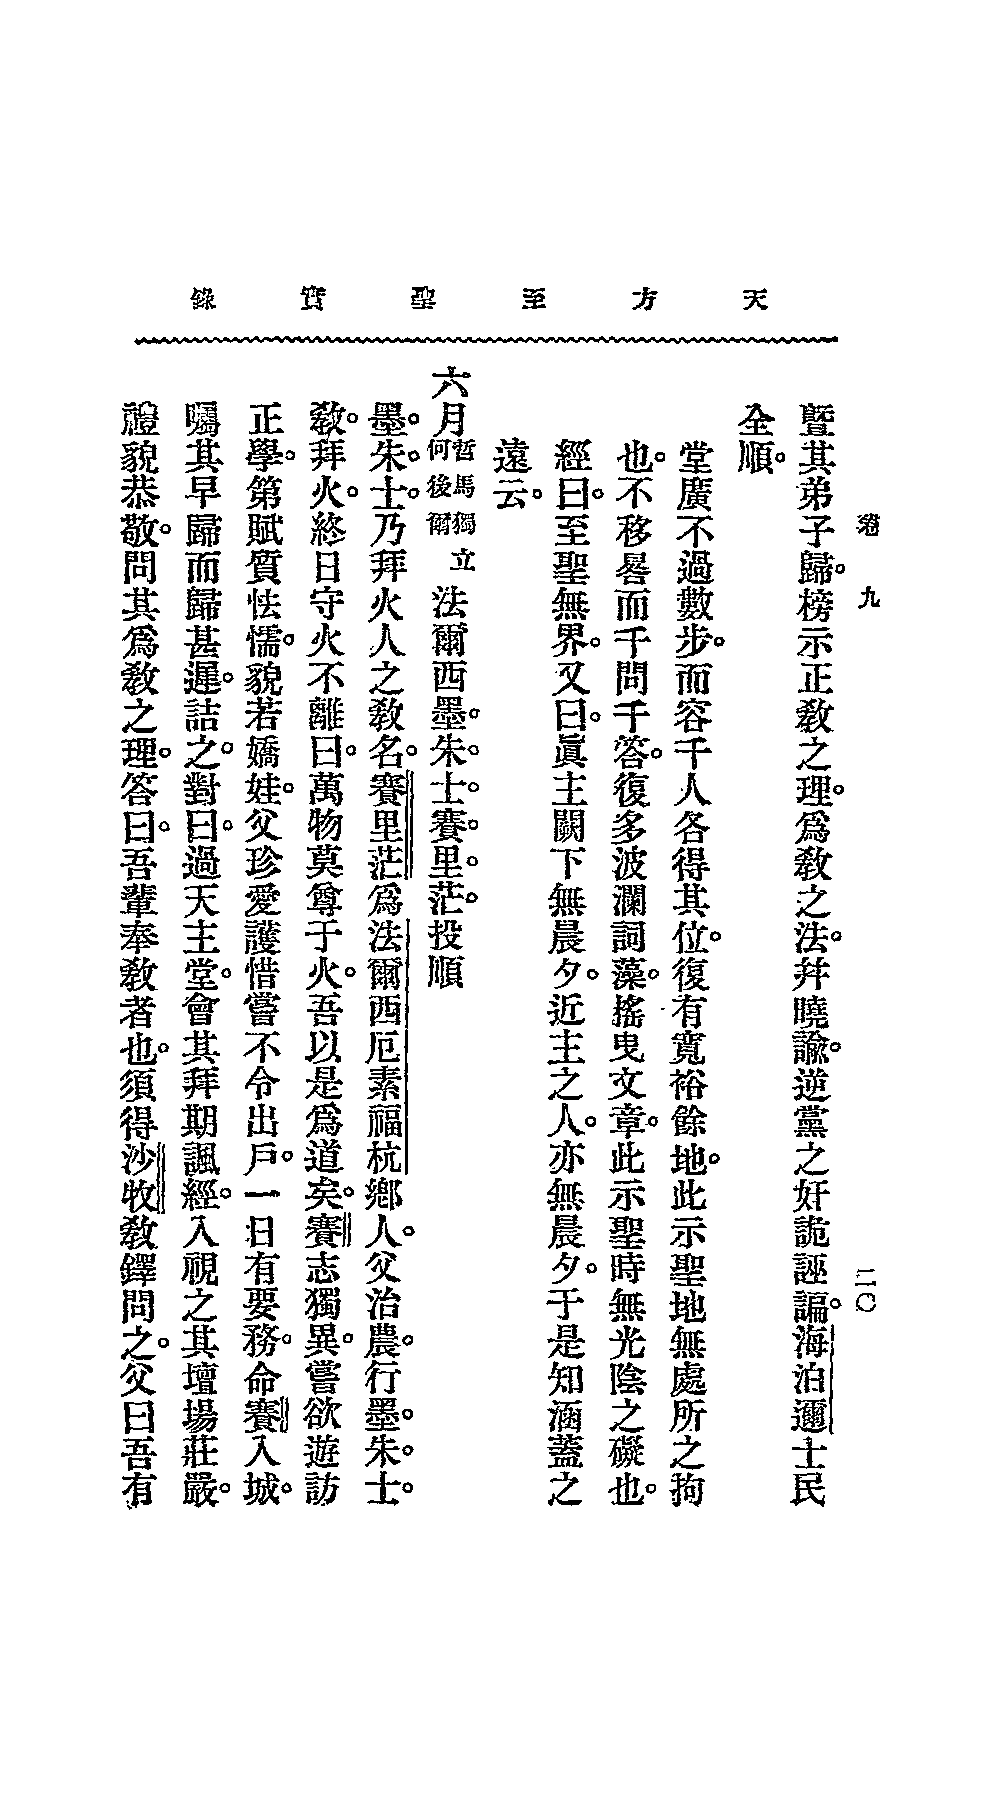 天方至聖實錄
卷九
二〇
暨其弟子歸。榜示正敎之理。爲敎之法。幷曉諭。逆黨之奸詭誣諞。海泊邇士民
全順。
堂廣不過數步。而容千人各得其位。復有寬裕餘地。此示聖地無處所之拘
也。不移晷而千問千答。復多波瀾詞藻。搖曳文章。此示聖時無光陰之礙也。
經曰。至聖無界。又曰。眞主闕下無晨夕。近主之人。亦無晨夕。于是知涵蓋之
遠云。
六月哲馬獨立何後爾法爾西墨。朱。士。賽。里。茫。投順
墨。朱。士。乃拜火人之敎名。賽里茫爲法爾西厄素福杭鄉人。父治農。行墨。朱。士。
敎。拜火。終日守火不離曰。萬物莫尊于火。吾以是爲道矣。賽志獨異。嘗欲遊訪
正學。第賦質怯懦。貌若嬌娃。父珍愛護惜嘗不令出戶。一日有要務。命賽入城。
囑其早歸而歸甚遲。詰之。對曰。過天主堂。會其拜期諷經。入視之其壇場莊嚴。
禮貌恭敬。問其爲敎之理。答曰。吾輩奉敎者也。須得沙牧敎鐸問之。父曰吾有